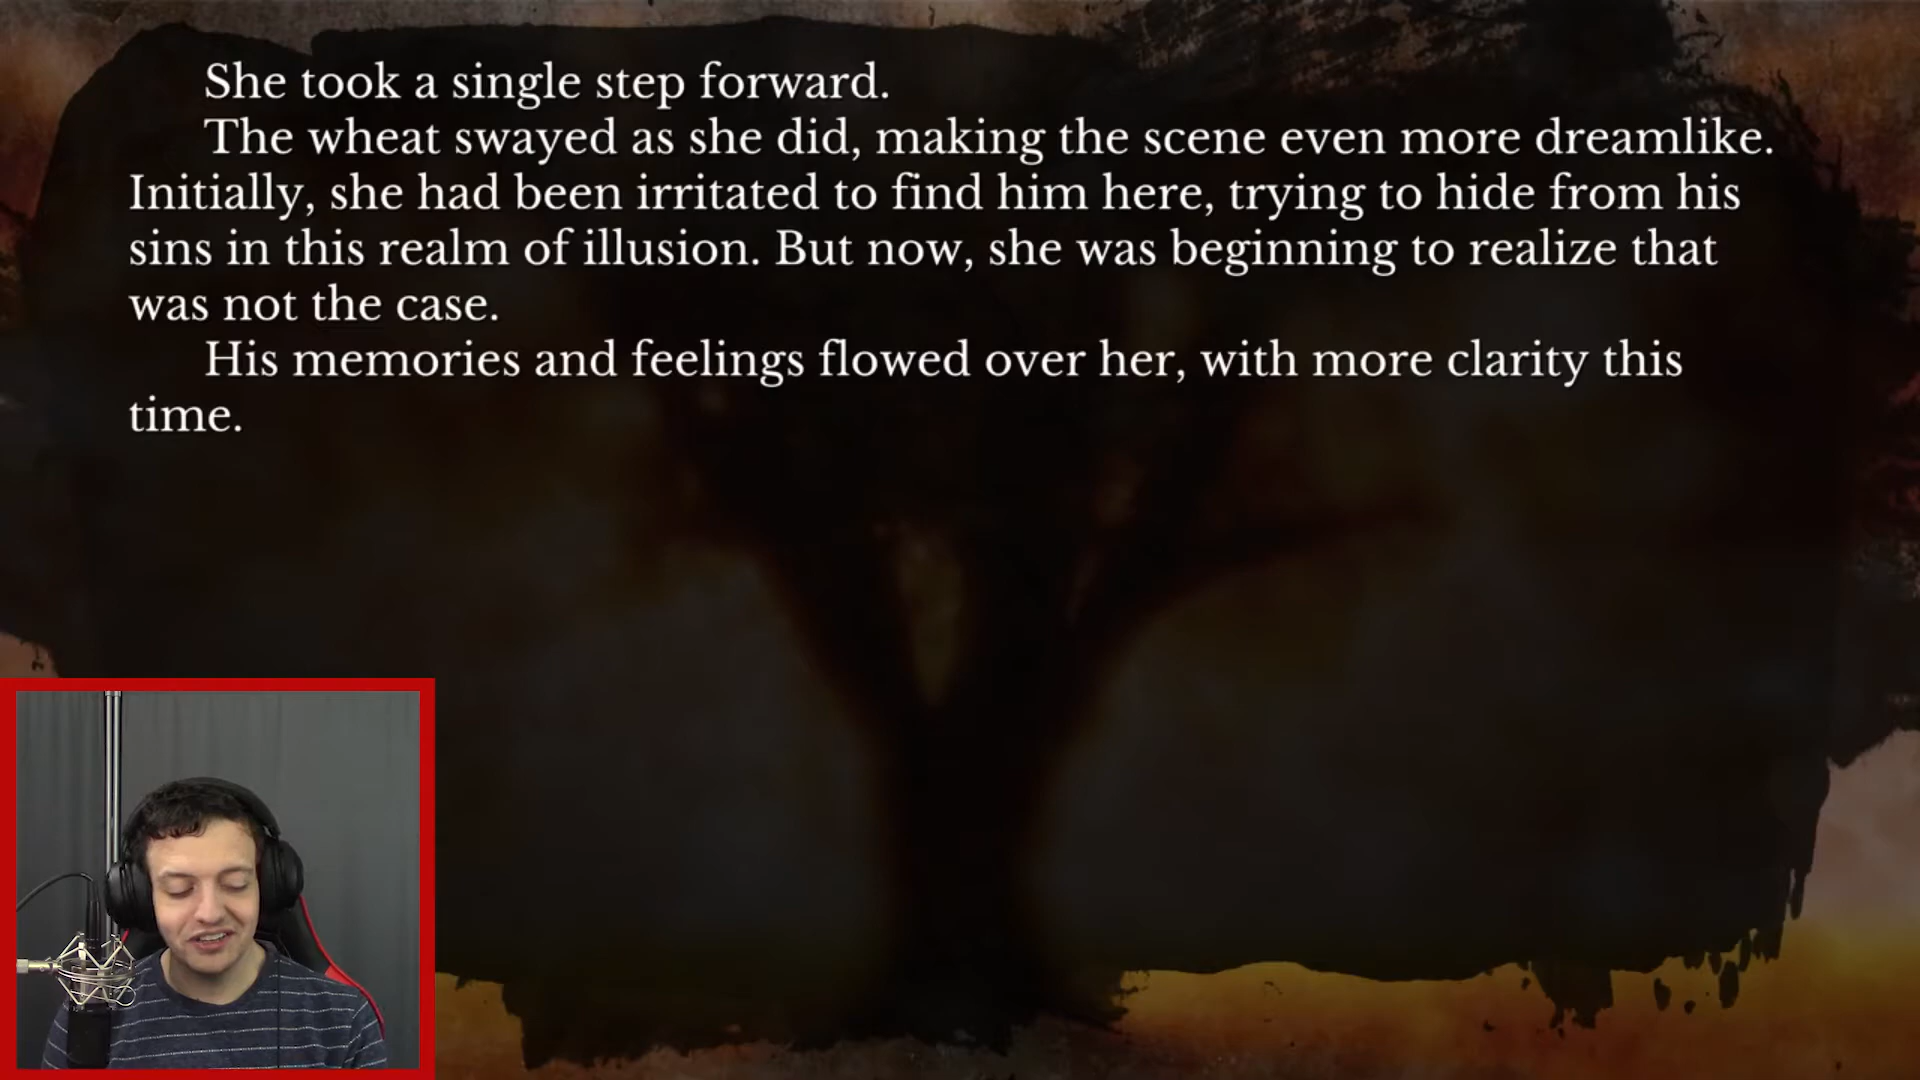 She took a single step forward.
The wheat swayed as she did, making the scene even more dreamlike.
Initially, she had been irritated to find him here, trying to hide from his
sins in this realm of illusion. But now, she was beginning to realize that
was not the case.
His memories and feelings flowed over her, with more clarity this
time.